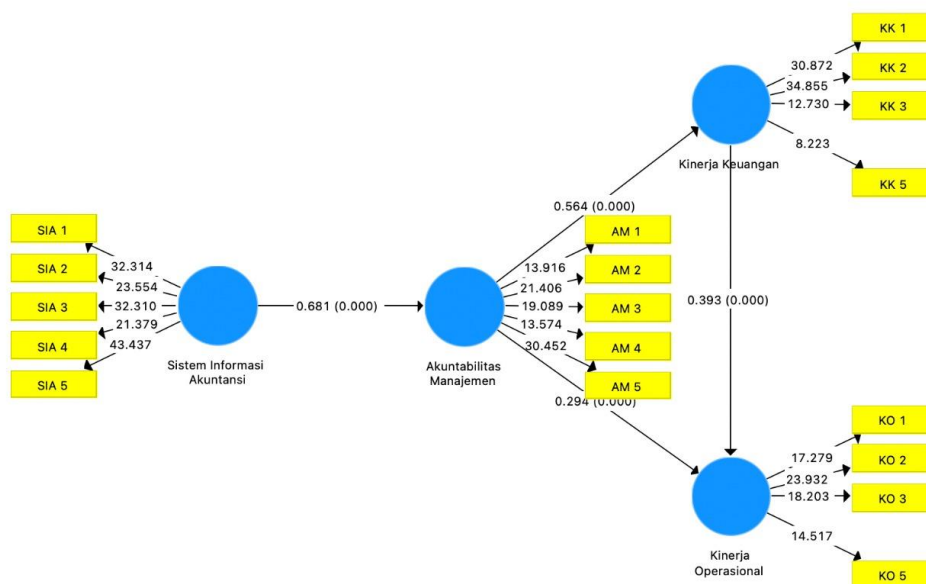 KK 1
30.872
KK 2
34.855
12.730
KK 3
8.223
Kinerja Keuangan
KK 5
0.564 (0.000)
SIA 1
32.314
SIA 2
23.554
SIA 3
32.310
21.379
SIA 4
43.437
SIA 5
Sistem Informasi
Akuntansi
0.681 (0.000)
Akuntabilitas
Manajemen
AM 1
13.916
AM 2
21.406
19.089
AM 3
13.574
AM 4
30.452
AM 5
0.294 (0.000)
0.393 (0.000)
KO 1
17.279
KO 2
23.932
18.203
KO 3
14.517
KO 5
Kinerja
Operasional